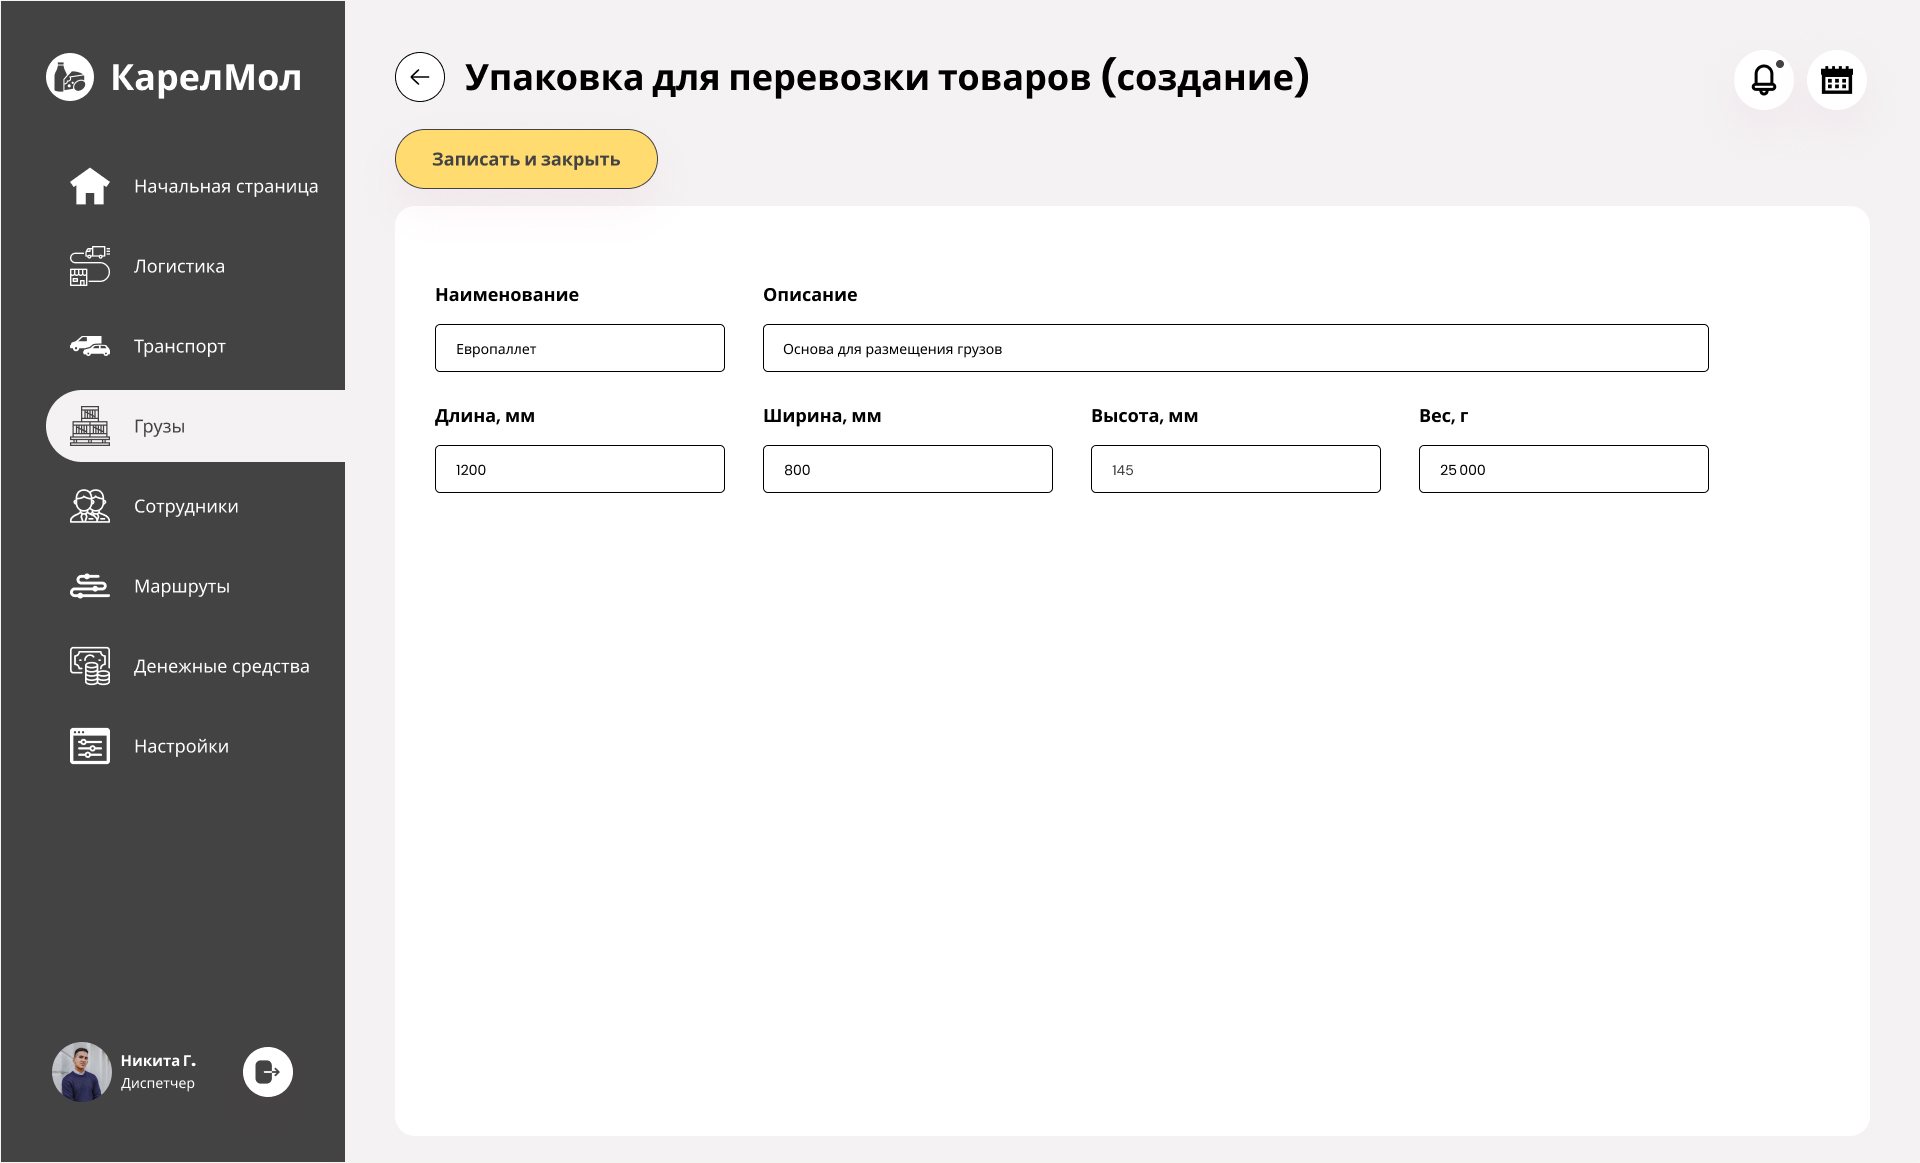 КарелМол
Начальная страница
Логистика
Транспорт
Грузы
Сотрудники
Маршруты
Денежные средства
Настройки
Никита Г.
Диспетчер
Упаковка для перевозки товаров (создание)
Записать и закрыть
Наименование
Описание
Европаллет
Основа для размещения грузов
Длина, мм
Ширина, мм
Высота, мм
Вес, г
1200
800
145
25 000